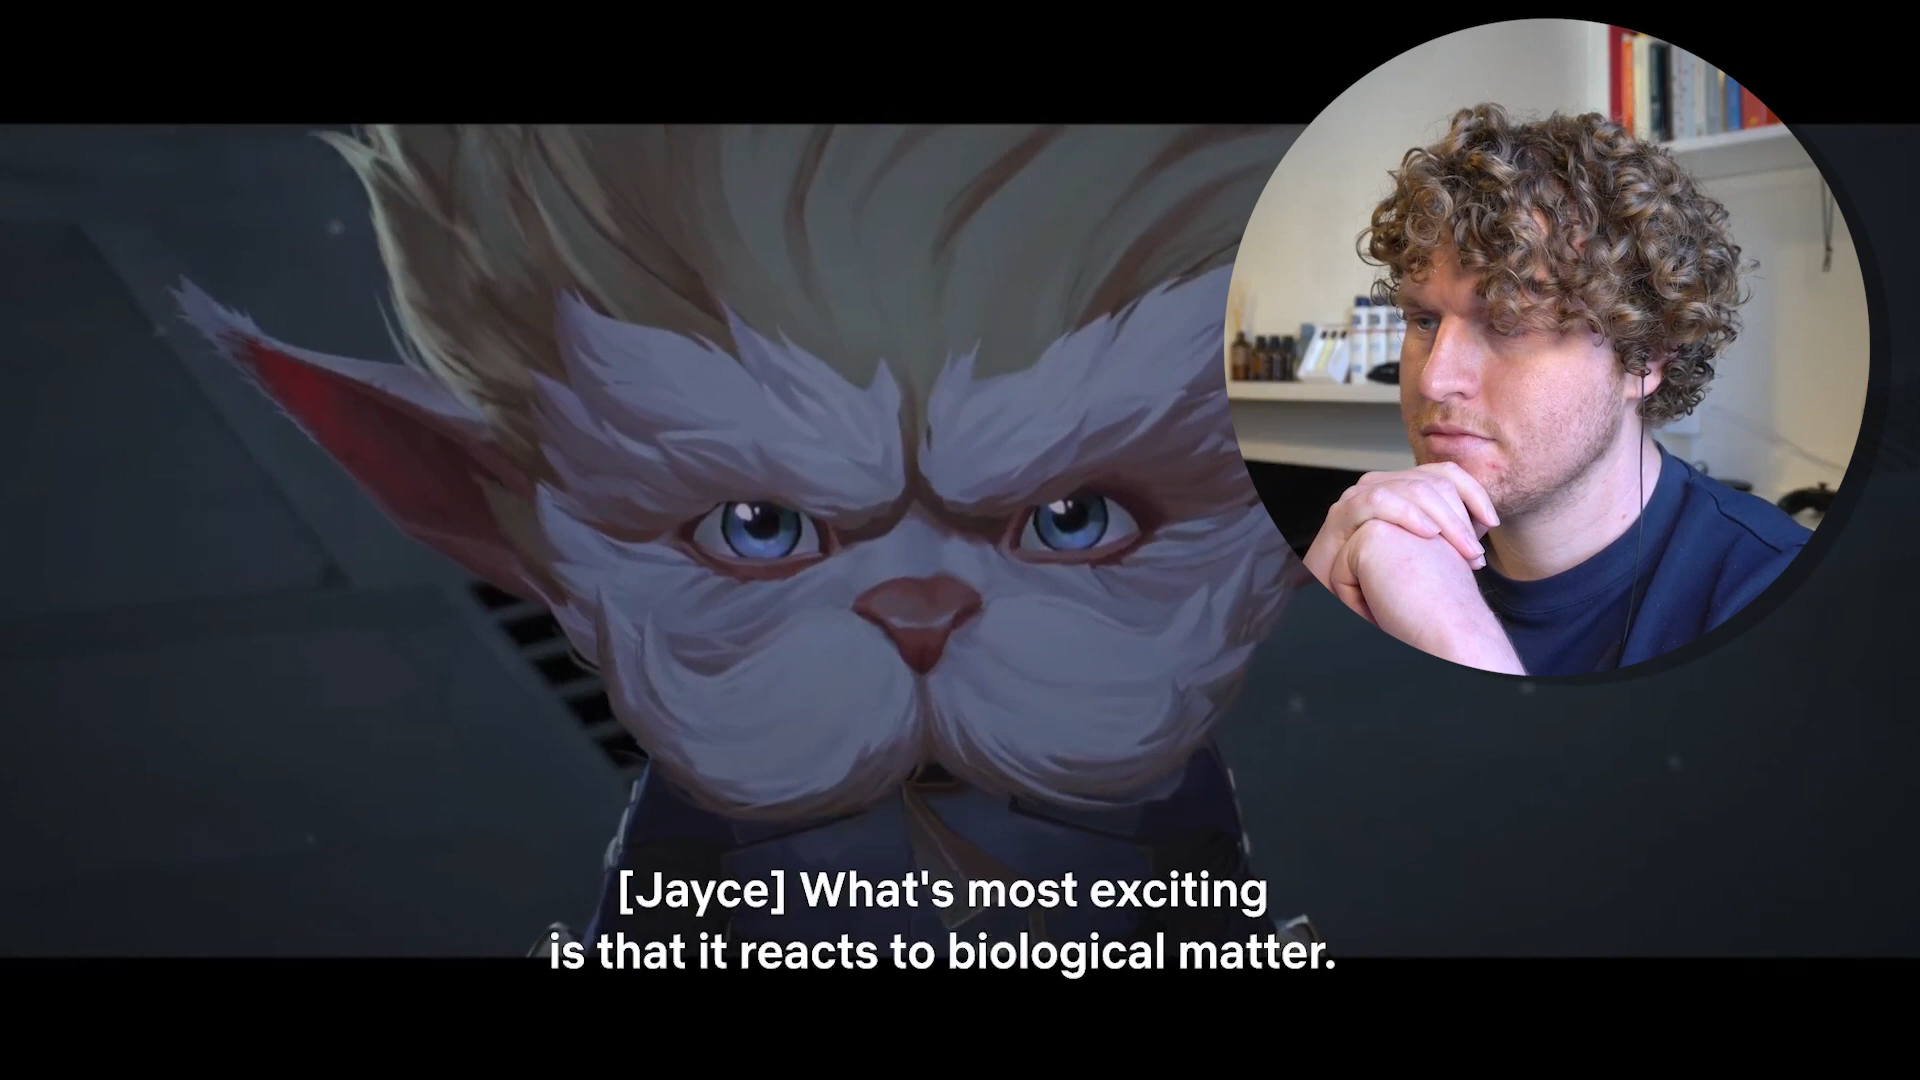 [Jayce] What's most exciting
is that it reacts to biological matter.